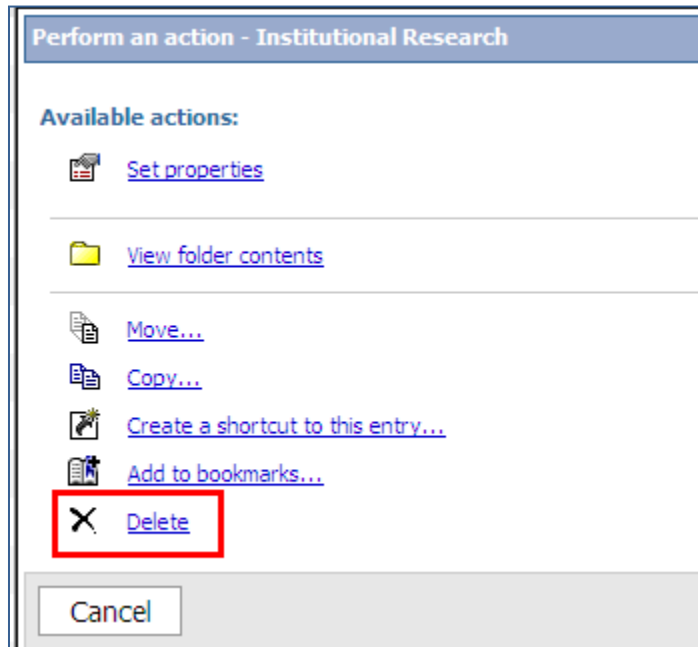 Perform an action - Institutional Research
Available actions:
Set properties
View folder contents
Move...
Copy...
Create a shortcut to this entry...
Add to bookmarks...
Delete
Cancel